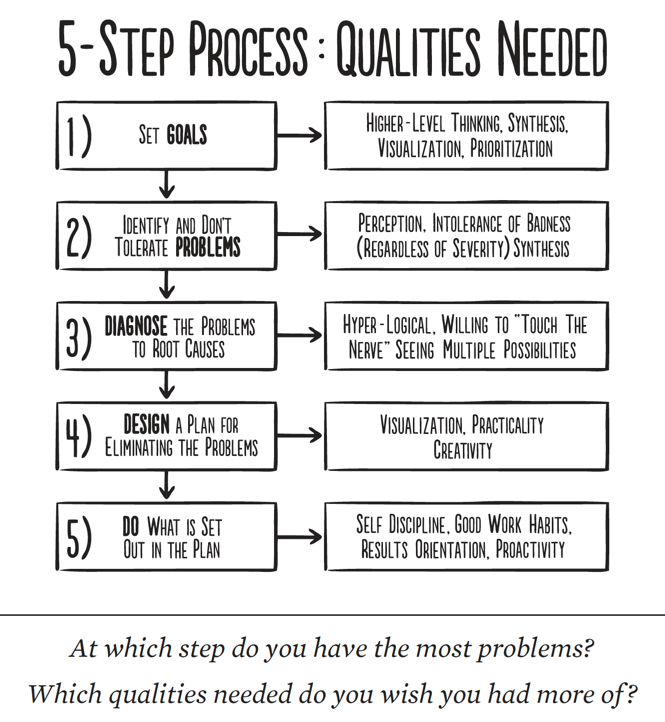 5-STEP PROCESS: QUALITIES NEEDED
1)
SET GOALS
HIGHER-LEVEL THINKING, SYNTHESIS,
VISUALIZATION, PRIORITIZATION
2)
IDENTIFY AND DON'T
TOLERATE PROBLEMS
PERCEPTION, INTOLERANCE OF BADNESS
(REGARDLESS OF SEVERITY) SYNTHESIS
3)
DIAGNOSE THE PROBLEMS
TO ROOT CAUSES
HYPER-LOGICAL, WILLING TO "TOUCH THE
NERVE" SEEING MULTIPLE POSSIBILITIES
4)
DESIGN A PLAN FOR
ELIMINATING THE PROBLEMS
VISUALIZATION, PRACTICALITY
CREATIVITY
5)
DO WHAT IS SET
OUT IN THE PLAN
SELF DISCIPLINE, GOOD WORK HABITS,
RESULTS ORIENTATION, PROACTIVITY
At which step do you have the most problems?
Which qualities needed do you wish you had more of?